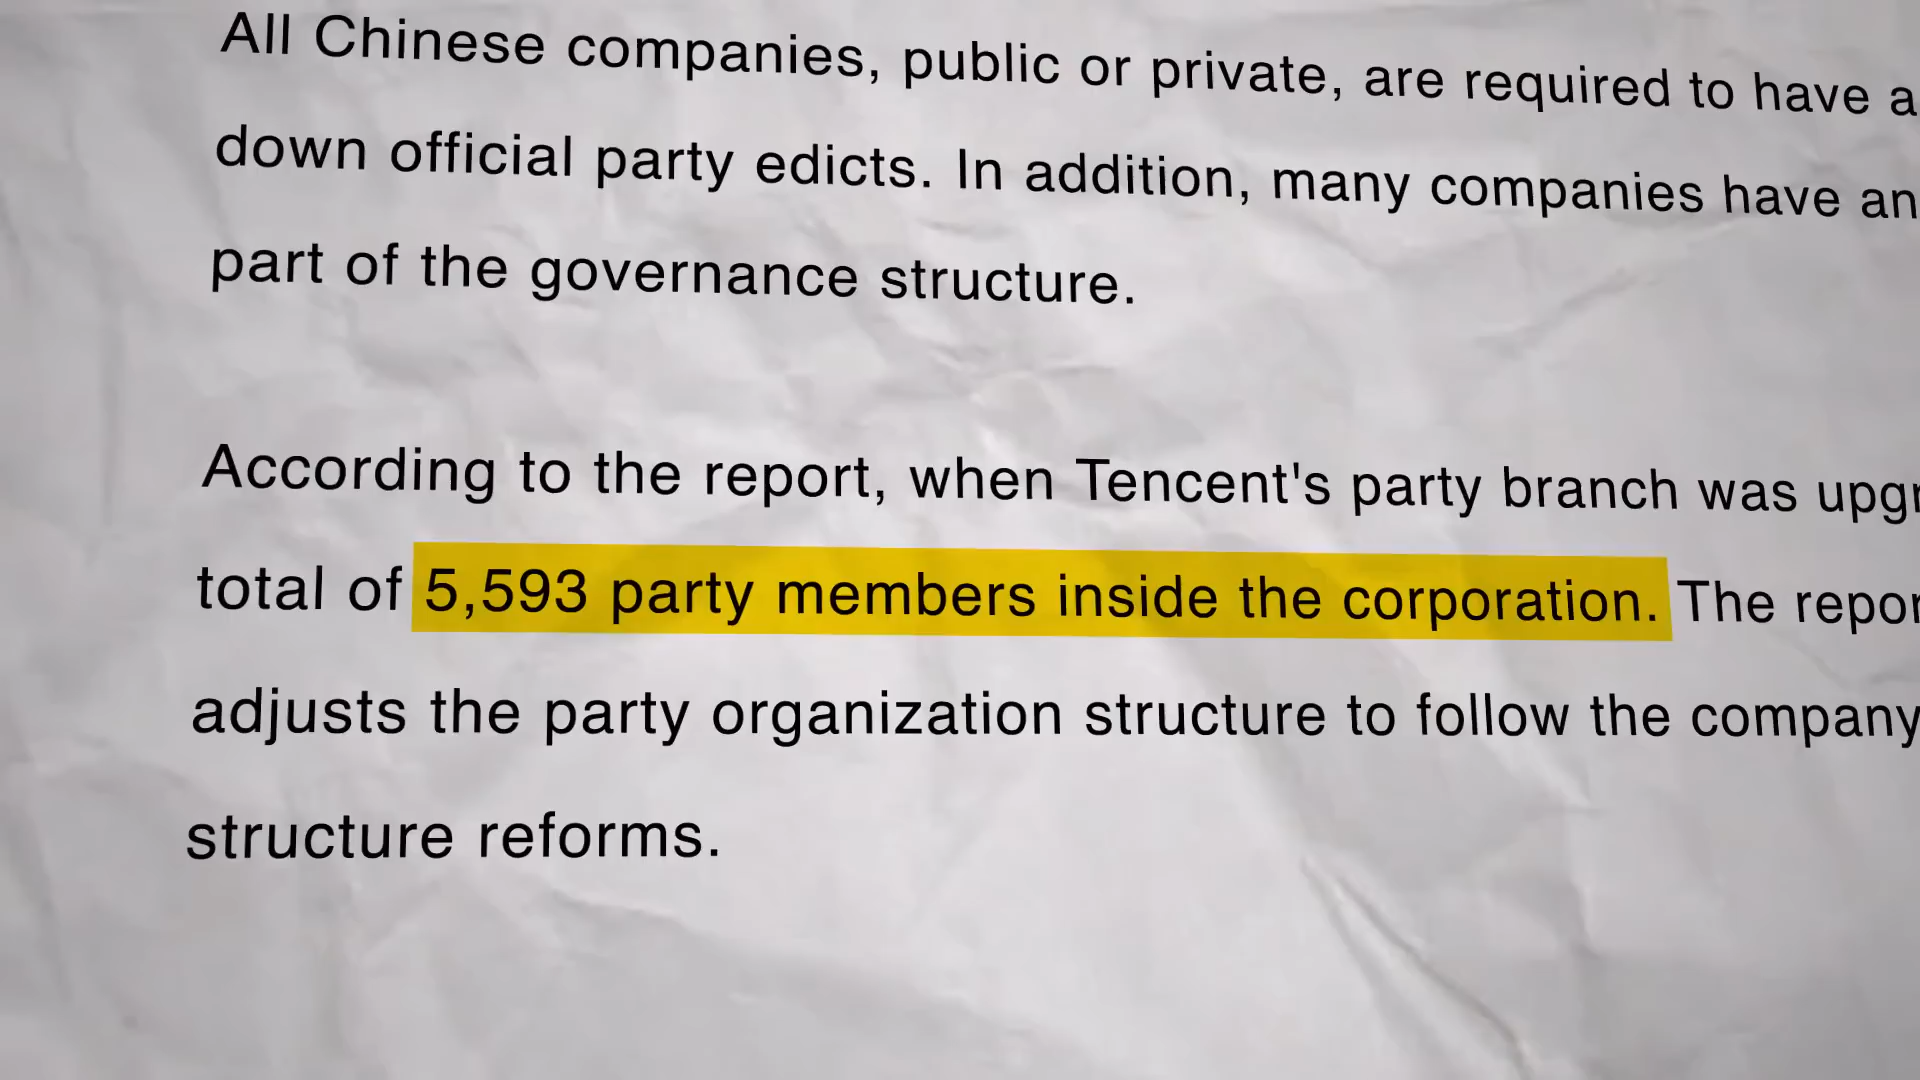 All Chinese companies, public or private, are required to have a
down official party edicts. In addition, many companies have an
part of the governance structure.
According to the report, when Tencent's party branch was upgr
total of 5,593 party members inside the corporation. The repor
adjusts the party organization structure to follow the company
structure reforms.